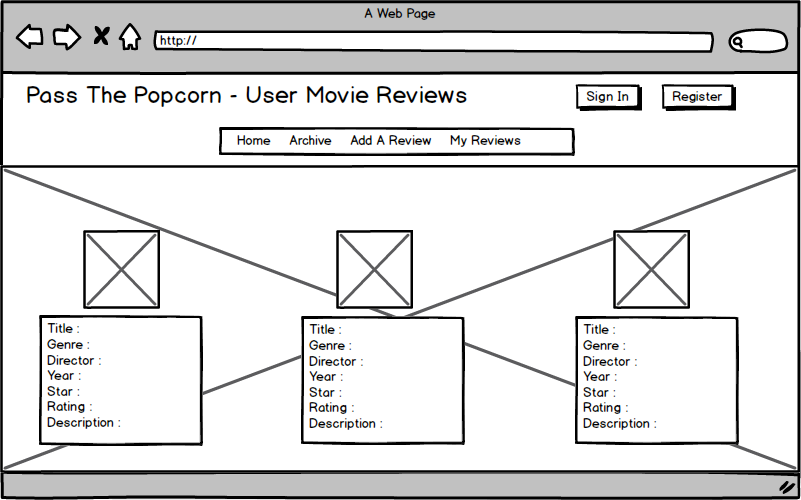 A Web Page
http://
Pass The Popcorn - User Movie Reviews
Sign In
Register
Home Archive Add A Review My Reviews
Title :
Genre :
Director :
Year :
Star :
Rating :
Description :
Title :
Genre :
Director :
Year :
Star :
Rating :
Description :
Title :
Genre :
Director :
Year :
Star :
Rating :
Description :